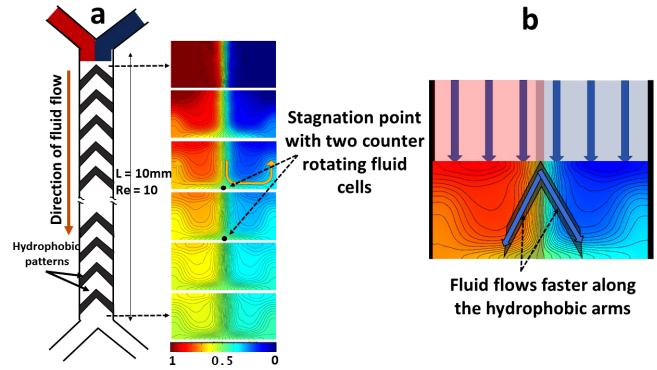 a
Direction of fluid flow
L = 10mm
Re = 10
Hydrophobic
patterns
Stagnation point
with two counter
rotating fluid
cells
1
0.5
0
b
Fluid flows faster along
the hydrophobic arms